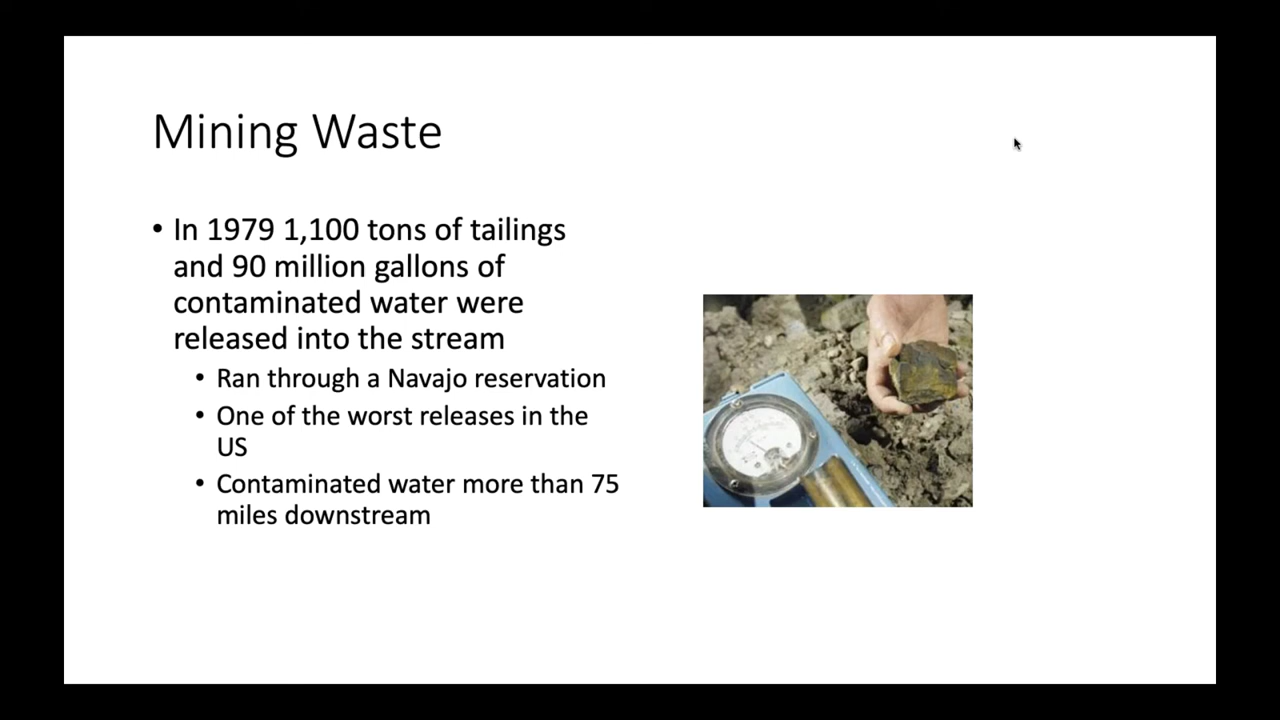 Mining Waste
• In 1979 1,100 tons of tailings
and 90 million gallons of
contaminated water were
released into the stream
• Ran through a Navajo reservation
• One of the worst releases in the
US
• Contaminated water more than 75
miles downstream